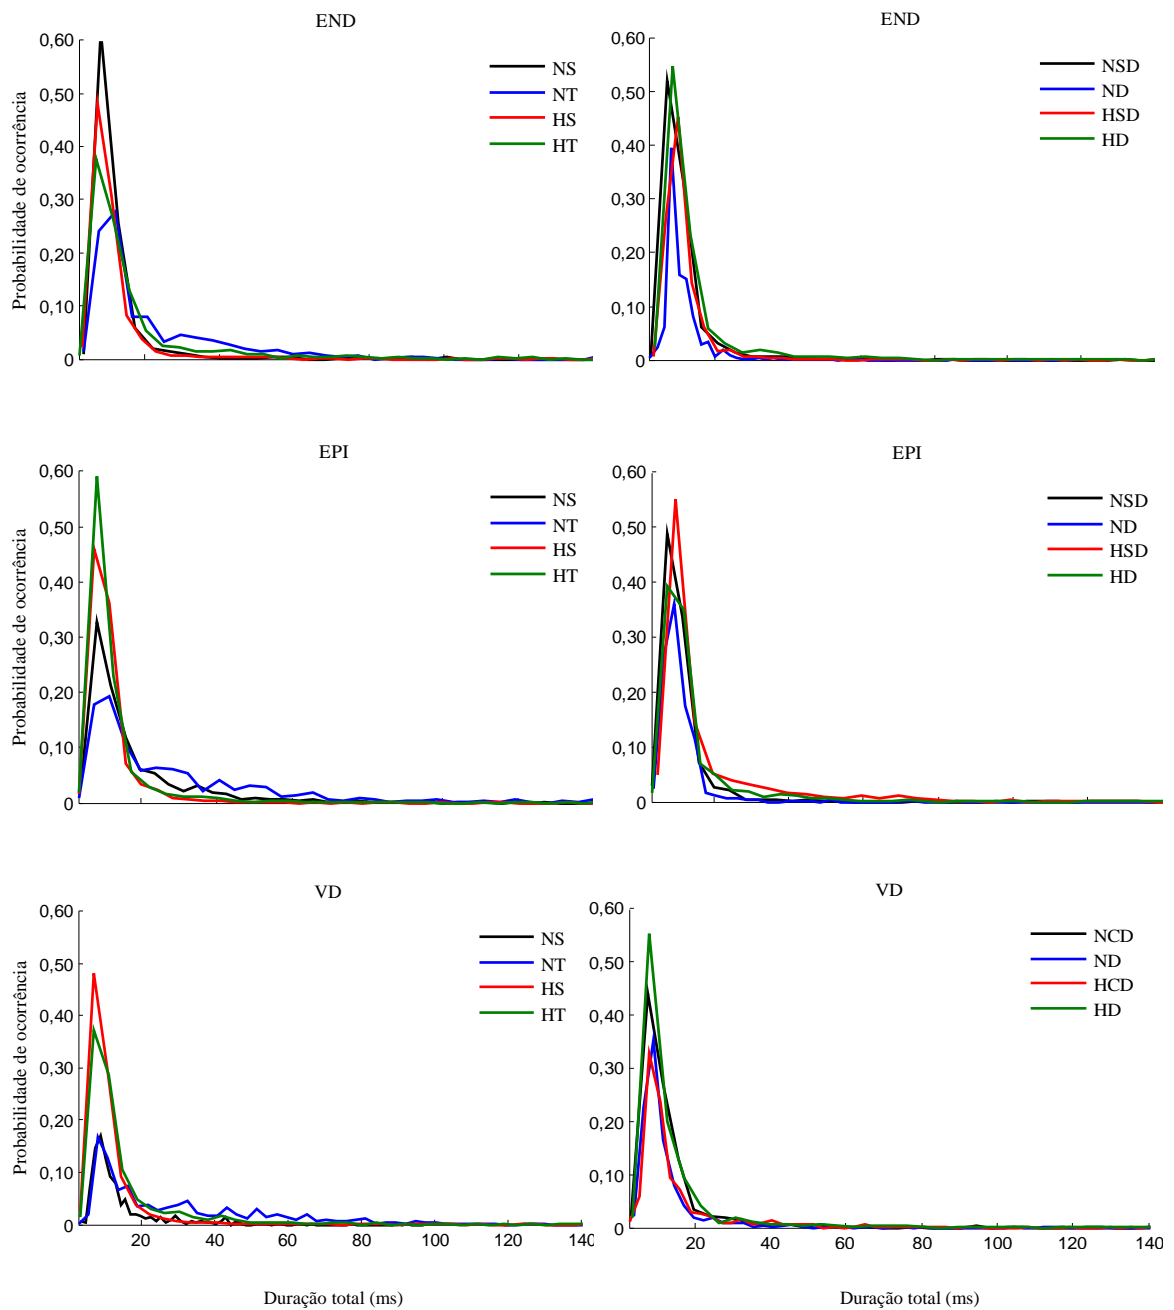 END
0,60
0,50
0,40
0,30
0,20
0,10
0
Probabilidade de ocorrência
NS
NT
HS
HT
END
0,60
0,50
0,40
0,30
0,20
0,10
0
NSD
ND
HSD
HD
EPI
0,60
0,50
0,40
0,30
0,20
0,10
0
Probabilidade de ocorrência
NS
NT
HS
HT
EPI
0,60
0,50
0,40
0,30
0,20
0,10
0
NSD
ND
HSD
HD
VD
0,60
0,50
0,40
0,30
0,20
0,10
0
Probabilidade de ocorrência
NS
NT
HS
HT
20 40 60 80 100 120 140
Duração total (ms)
VD
0,60
0,50
0,40
0,30
0,20
0,10
0
NCD
ND
HCD
HD
20 40 60 80 100 120 140
Duração total (ms)